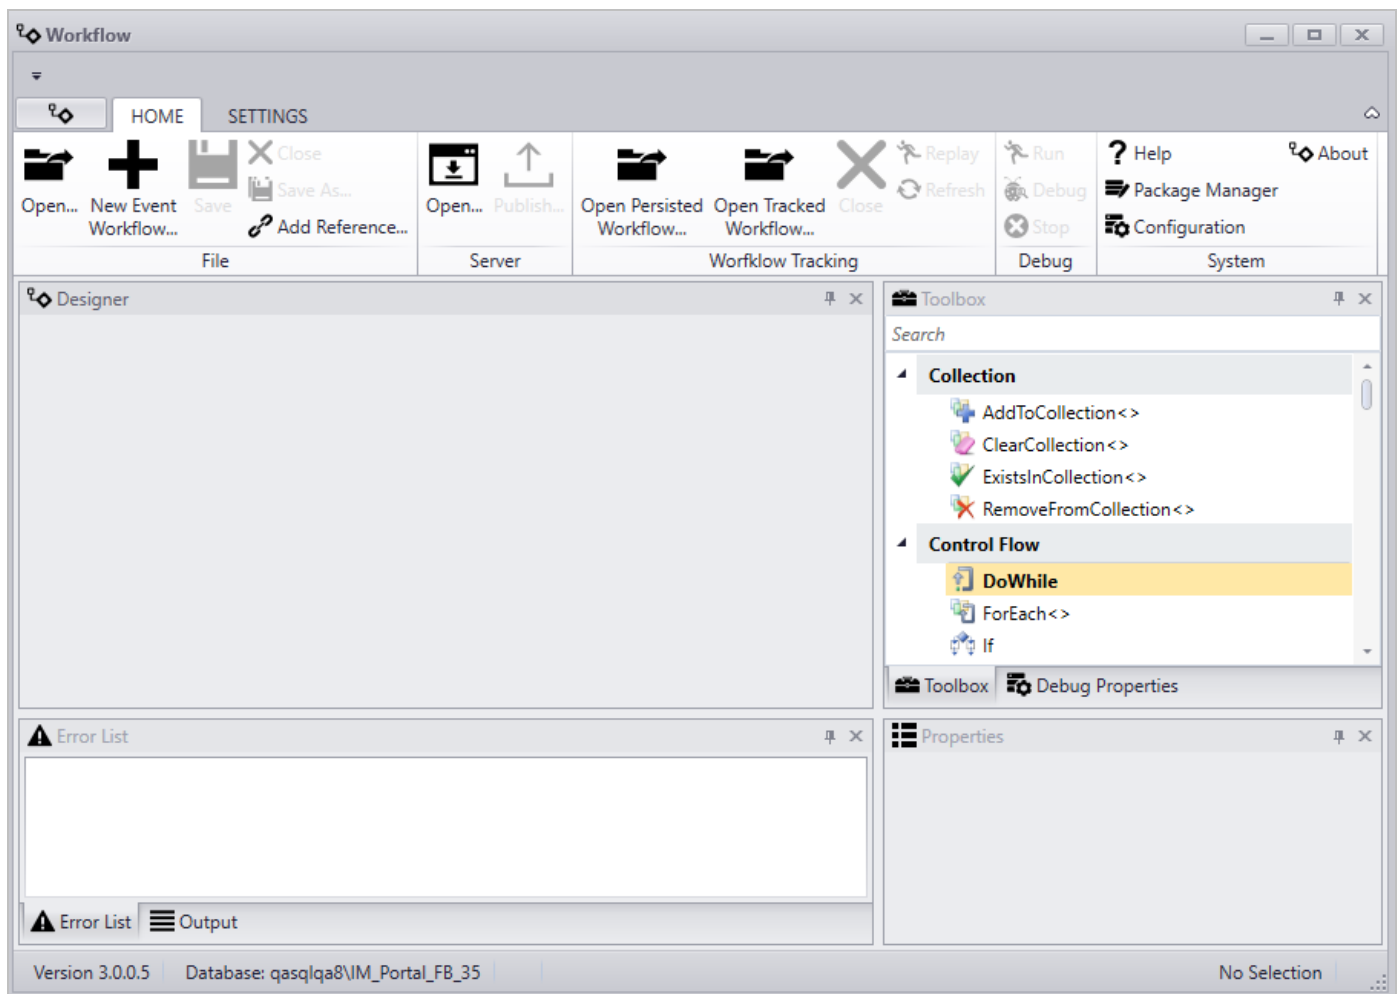 Workflow
HOME SETTINGS
Open... New Event Workflow... Save
Close
Save As...
Add Reference...
File
Open... Publish...
Server
Open Persisted Workflow... Open Tracked Workflow... Close
Replay
Refresh
Worfklow Tracking
Run
Debug
Stop
Debug
Help
Package Manager
Configuration
About
System
Designer
Toolbox
Search
Collection
AddToCollection<>
ClearCollection<>
ExistsInCollection<>
RemoveFromCollection<>
Control Flow
DoWhile
ForEach<>
If
Toolbox Debug Properties
Error List
Error List Output
Properties
Version 3.0.0.5 Database: qasqlqa8\IM_Portal_FB_35 No Selection